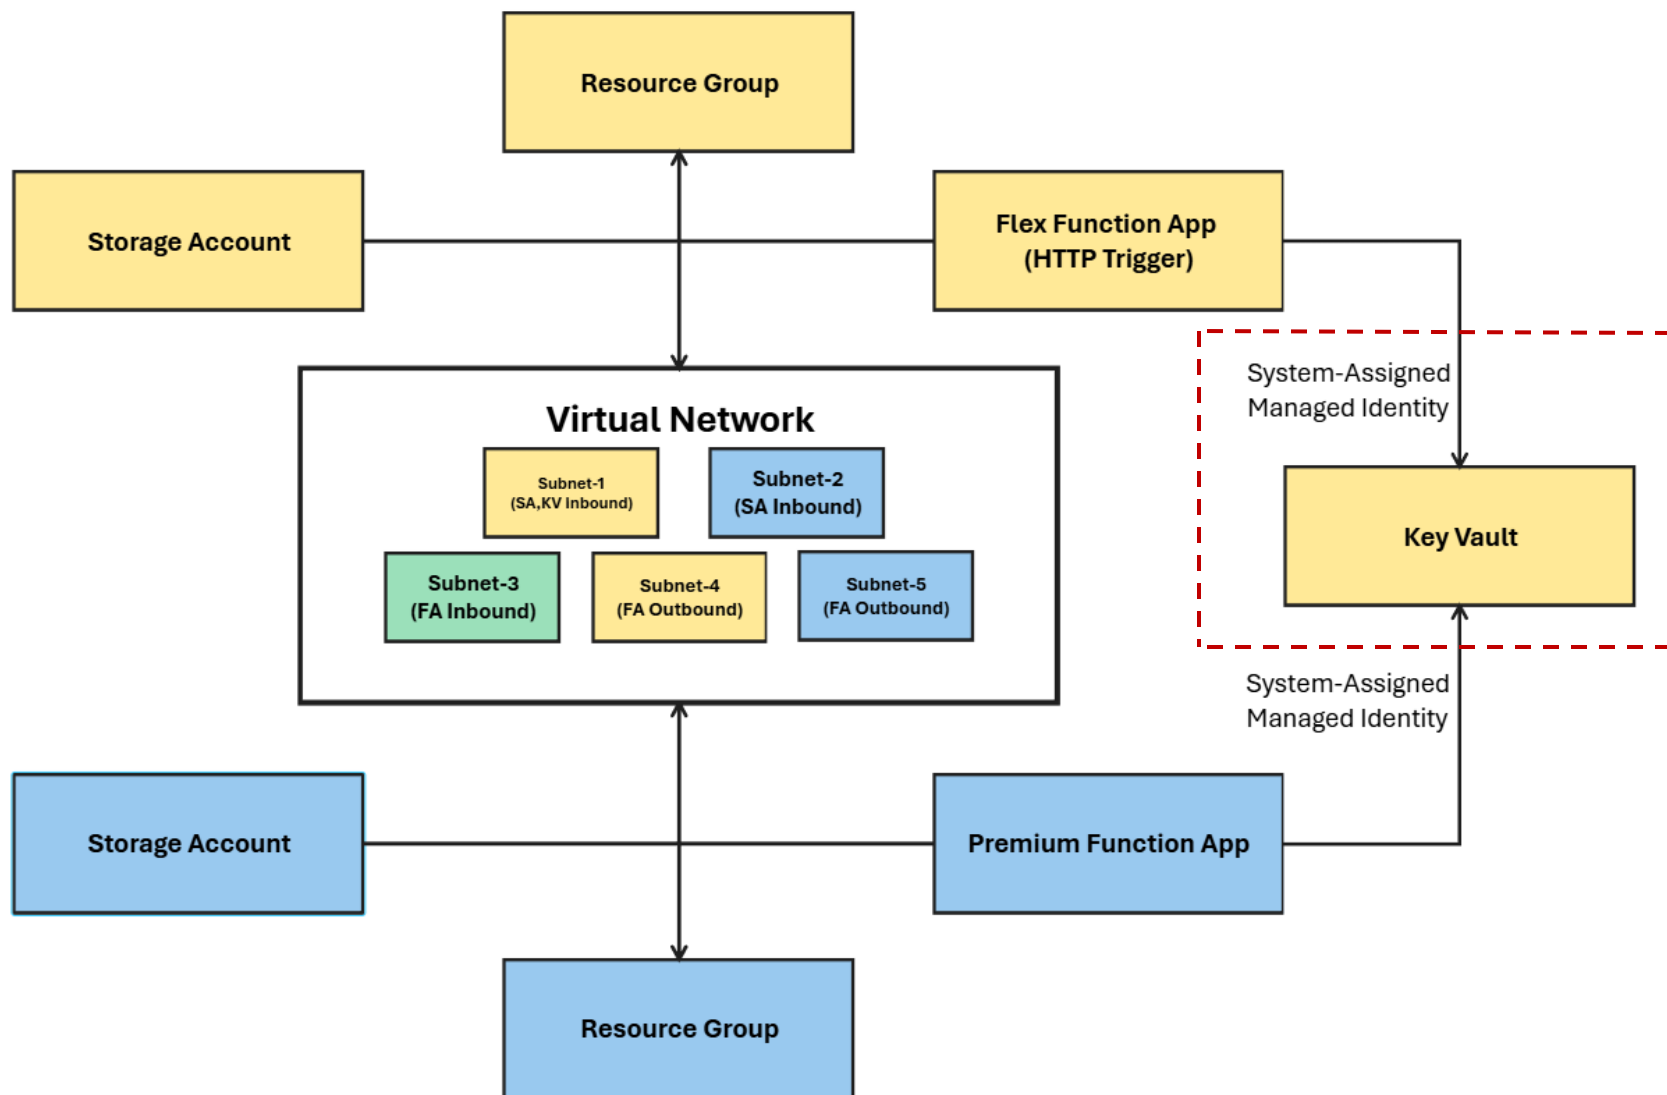 Resource Group
Storage Account
Flex Function App
(HTTP Trigger)
System-Assigned
Managed Identity
Virtual Network
Subnet-1
(SA,KV Inbound)
Subnet-2
(SA Inbound)
Subnet-3
(FA Inbound)
Subnet-4
(FA Outbound)
Subnet-5
(FA Outbound)
Key Vault
System-Assigned
Managed Identity
Storage Account
Premium Function App
Resource Group